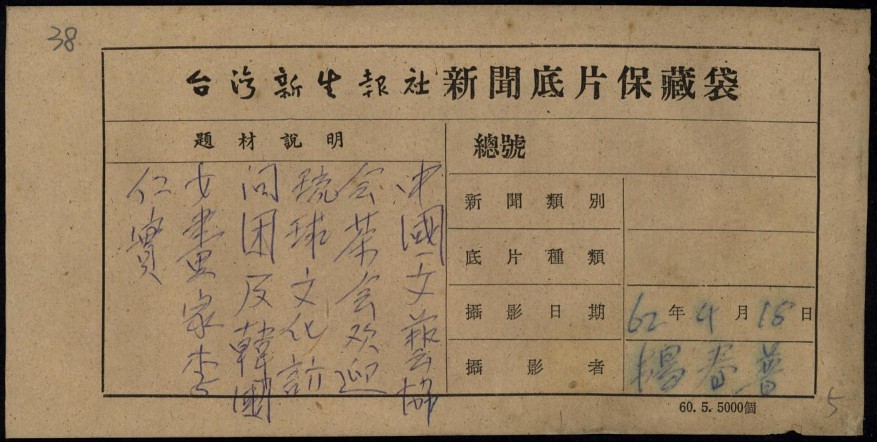 38
台湾新生報社新聞底片保藏袋
題材說明
中國文藝協
会茶会欢迎
琉球文化訪
问团及韓國
女畫家李
仁實
總號
新聞類別
底片種類
攝影日期 62年4月18日
攝影者 楊春普
60.5.5000個
5